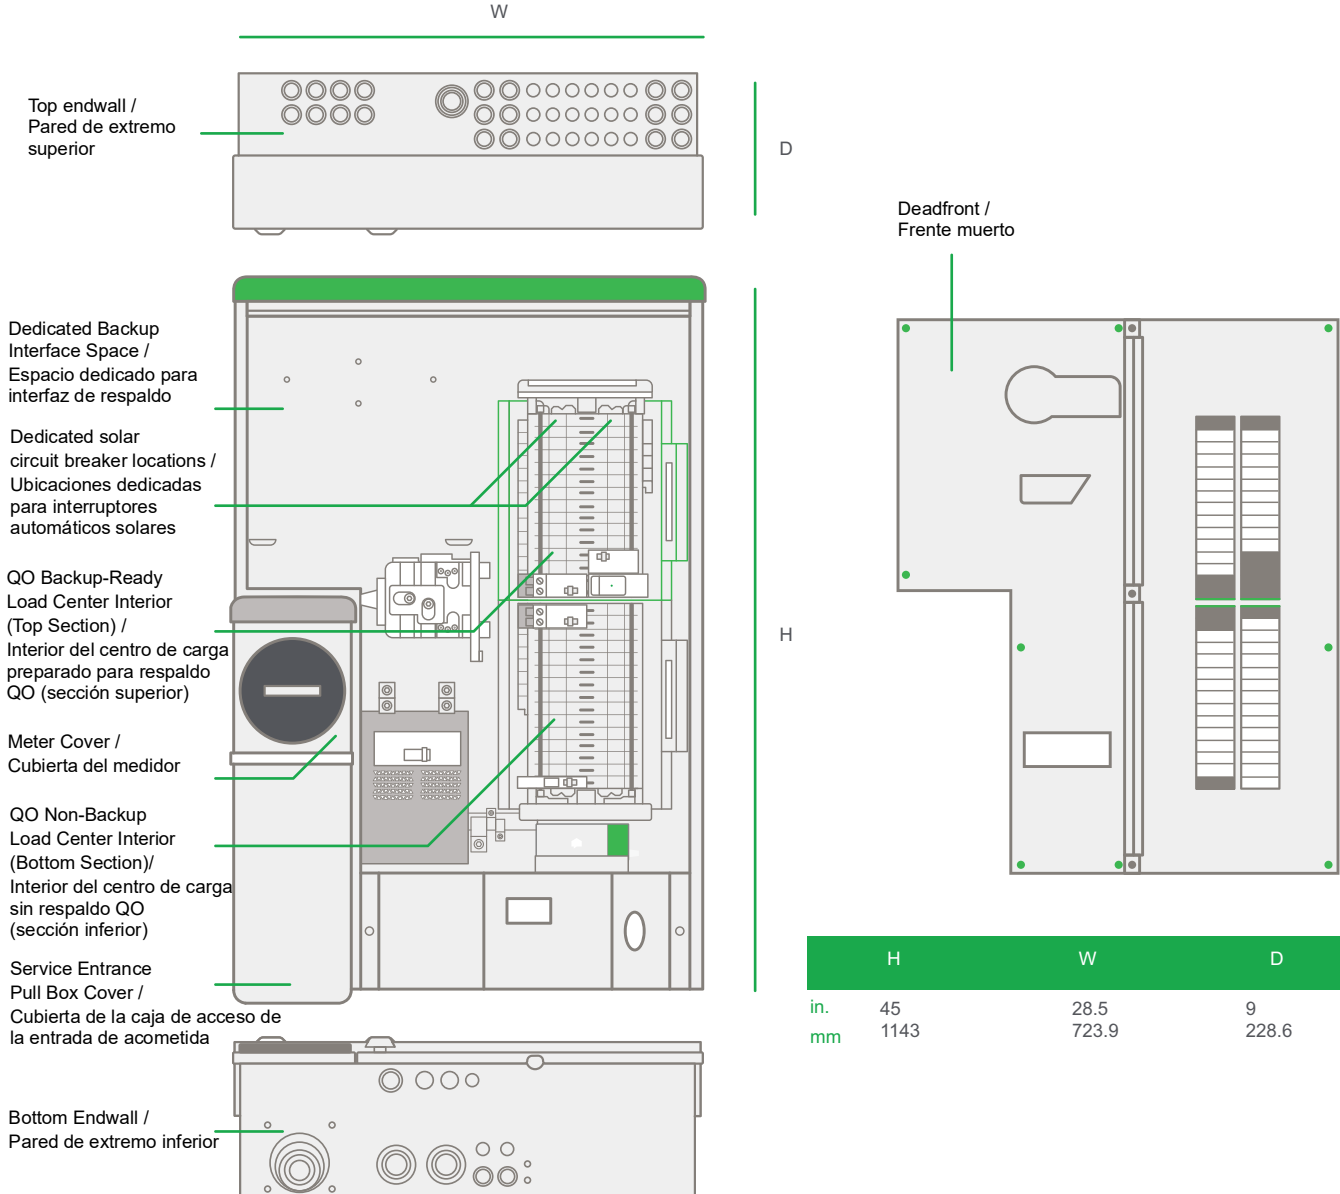 W
Top endwall /
Pared de extremo
superior
D
Deadfront /
Frente muerto
Dedicated Backup
Interface Space /
Espacio dedicado para
interfaz de respaldo
Dedicated solar
circuit breaker locations /
Ubicaciones dedicadas
para interruptores
automáticos solares
QO Backup-Ready
Load Center Interior
(Top Section) /
Interior del centro de carga
preparado para respaldo
QO (sección superior)
H
Meter Cover /
Cubierta del medidor
QO Non-Backup
Load Center Interior
(Bottom Section)/
Interior del centro de carga
sin respaldo QO
(sección inferior)
Service Entrance
Pull Box Cover /
Cubierta de la caja de acceso de
la entrada de acometida
H W D
in. 45 28.5 9
mm 1143 723.9 228.6
Bottom Endwall /
Pared de extremo inferior